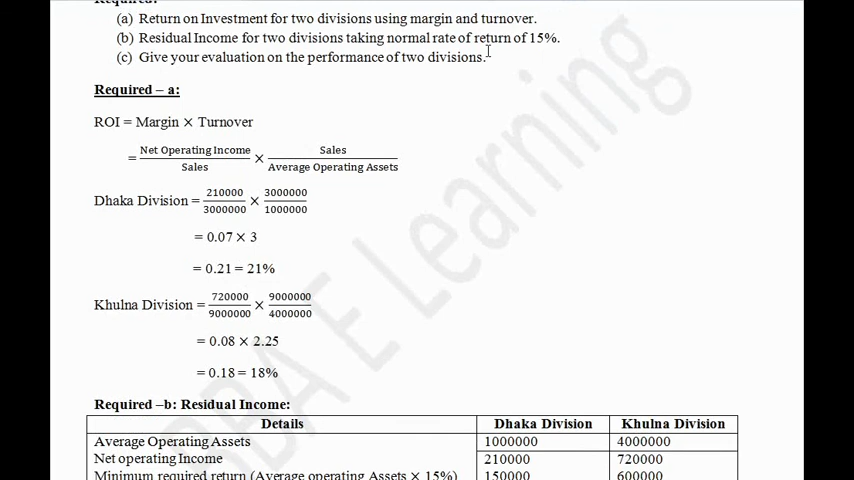 Required:
(a) Return on Investment for two divisions using margin and turnover.
(b) Residual Income for two divisions taking normal rate of return of 15%.
(c) Give your evaluation on the performance of two divisions.
Required – a:
ROI = Margin × Turnover
= Net Operating Income / Sales × Sales / Average Operating Assets
Dhaka Division = 210000 / 3000000 × 3000000 / 1000000
= 0.07 × 3
= 0.21 = 21%
Khulna Division = 720000 / 9000000 × 9000000 / 4000000
= 0.08 × 2.25
= 0.18 = 18%
Required –b: Residual Income:
Details Dhaka Division Khulna Division
Average Operating Assets 1000000 4000000
Net operating Income 210000 720000
Minimum required return (Average operating Assets × 15%) 150000 600000
BBA E Learning